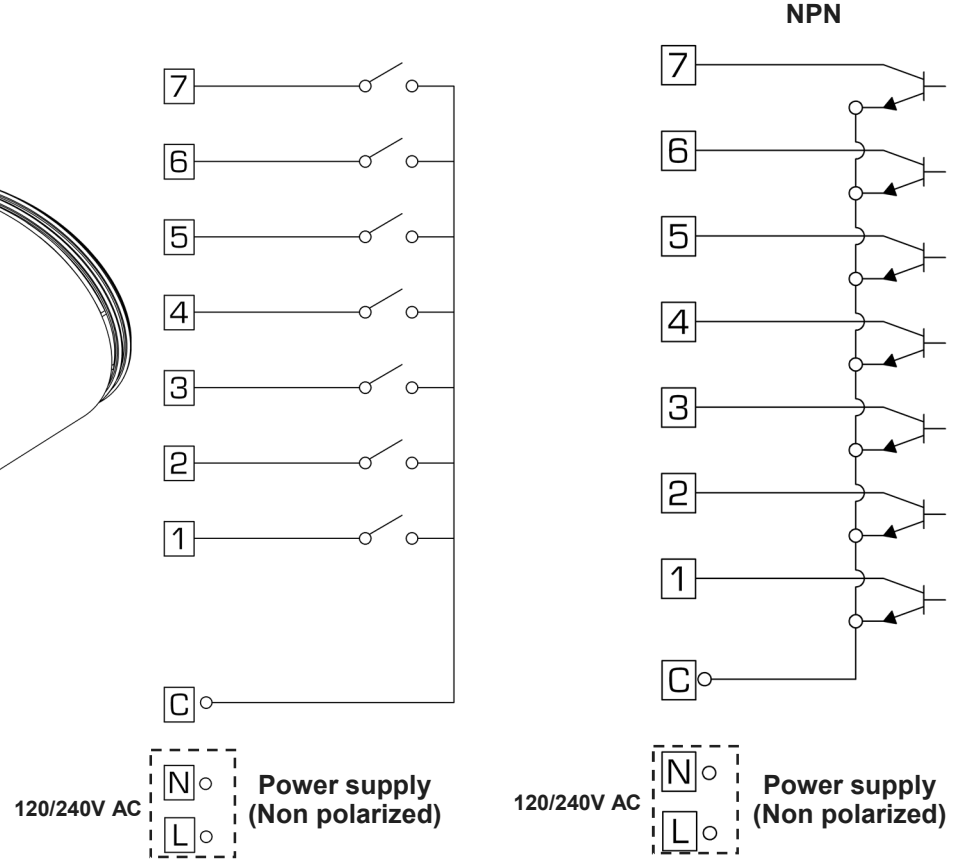 7
6
5
4
3
2
1
C
N
L
120/240V AC
Power supply
(Non polarized)
NPN
7
6
5
4
3
2
1
C
N
L
120/240V AC
Power supply
(Non polarized)